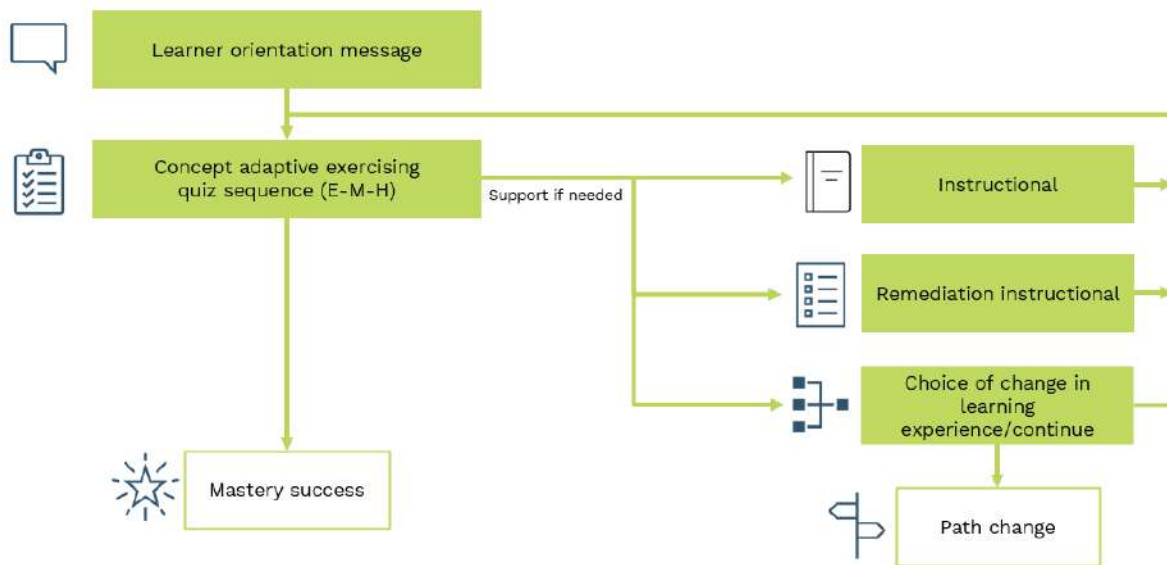 Learner orientation message
Concept adaptive exercising
quiz sequence (E-M-H)
Support if needed
Instructional
Remediation instructional
Choice of change in
learning
experience/continue
Mastery success
Path change